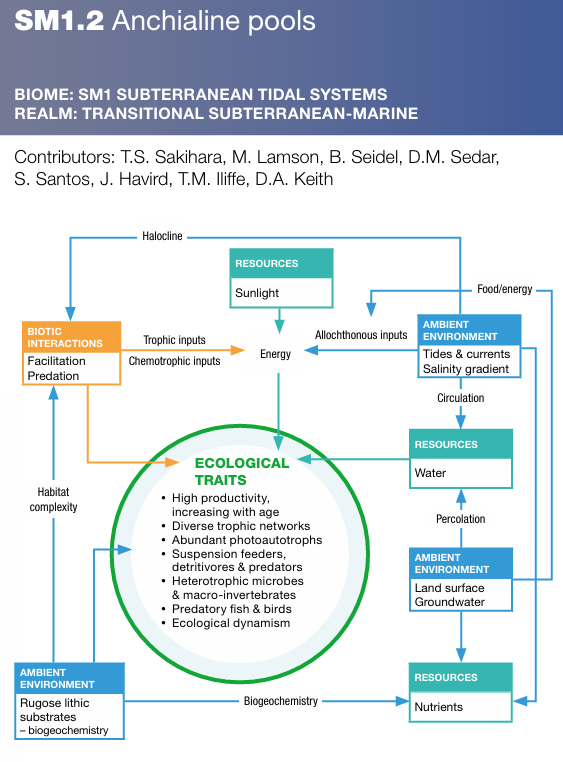 SM1.2 Anchialine pools
BIOME: SM1 SUBTERRANEAN TIDAL SYSTEMS
REALM: TRANSITIONAL SUBTERRANEAN-MARINE
Contributors: T.S. Sakihara, M. Lamson, B. Seidel, D.M. Sedar,
S. Santos, J. Havird, T.M. Iliffe, D.A. Keith
Halocline
RESOURCES
Sunlight
Food/energy
BIOTIC
INTERACTIONS
Facilitation
Predation
Trophic inputs
Chemotrophic inputs
Energy
Allochthonous inputs
AMBIENT
ENVIRONMENT
Tides & currents
Salinity gradient
Circulation
RESOURCES
Water
Percolation
AMBIENT
ENVIRONMENT
Land surface
Groundwater
ECOLOGICAL
TRAITS
• High productivity,
increasing with age
• Diverse trophic networks
• Abundant photoautotrophs
• Suspension feeders,
detritivores & predators
• Heterotrophic microbes
& macro-invertebrates
• Predatory fish & birds
• Ecological dynamism
Habitat
complexity
AMBIENT
ENVIRONMENT
Rugose lithic
substrates
– biogeochemistry
Biogeochemistry
RESOURCES
Nutrients